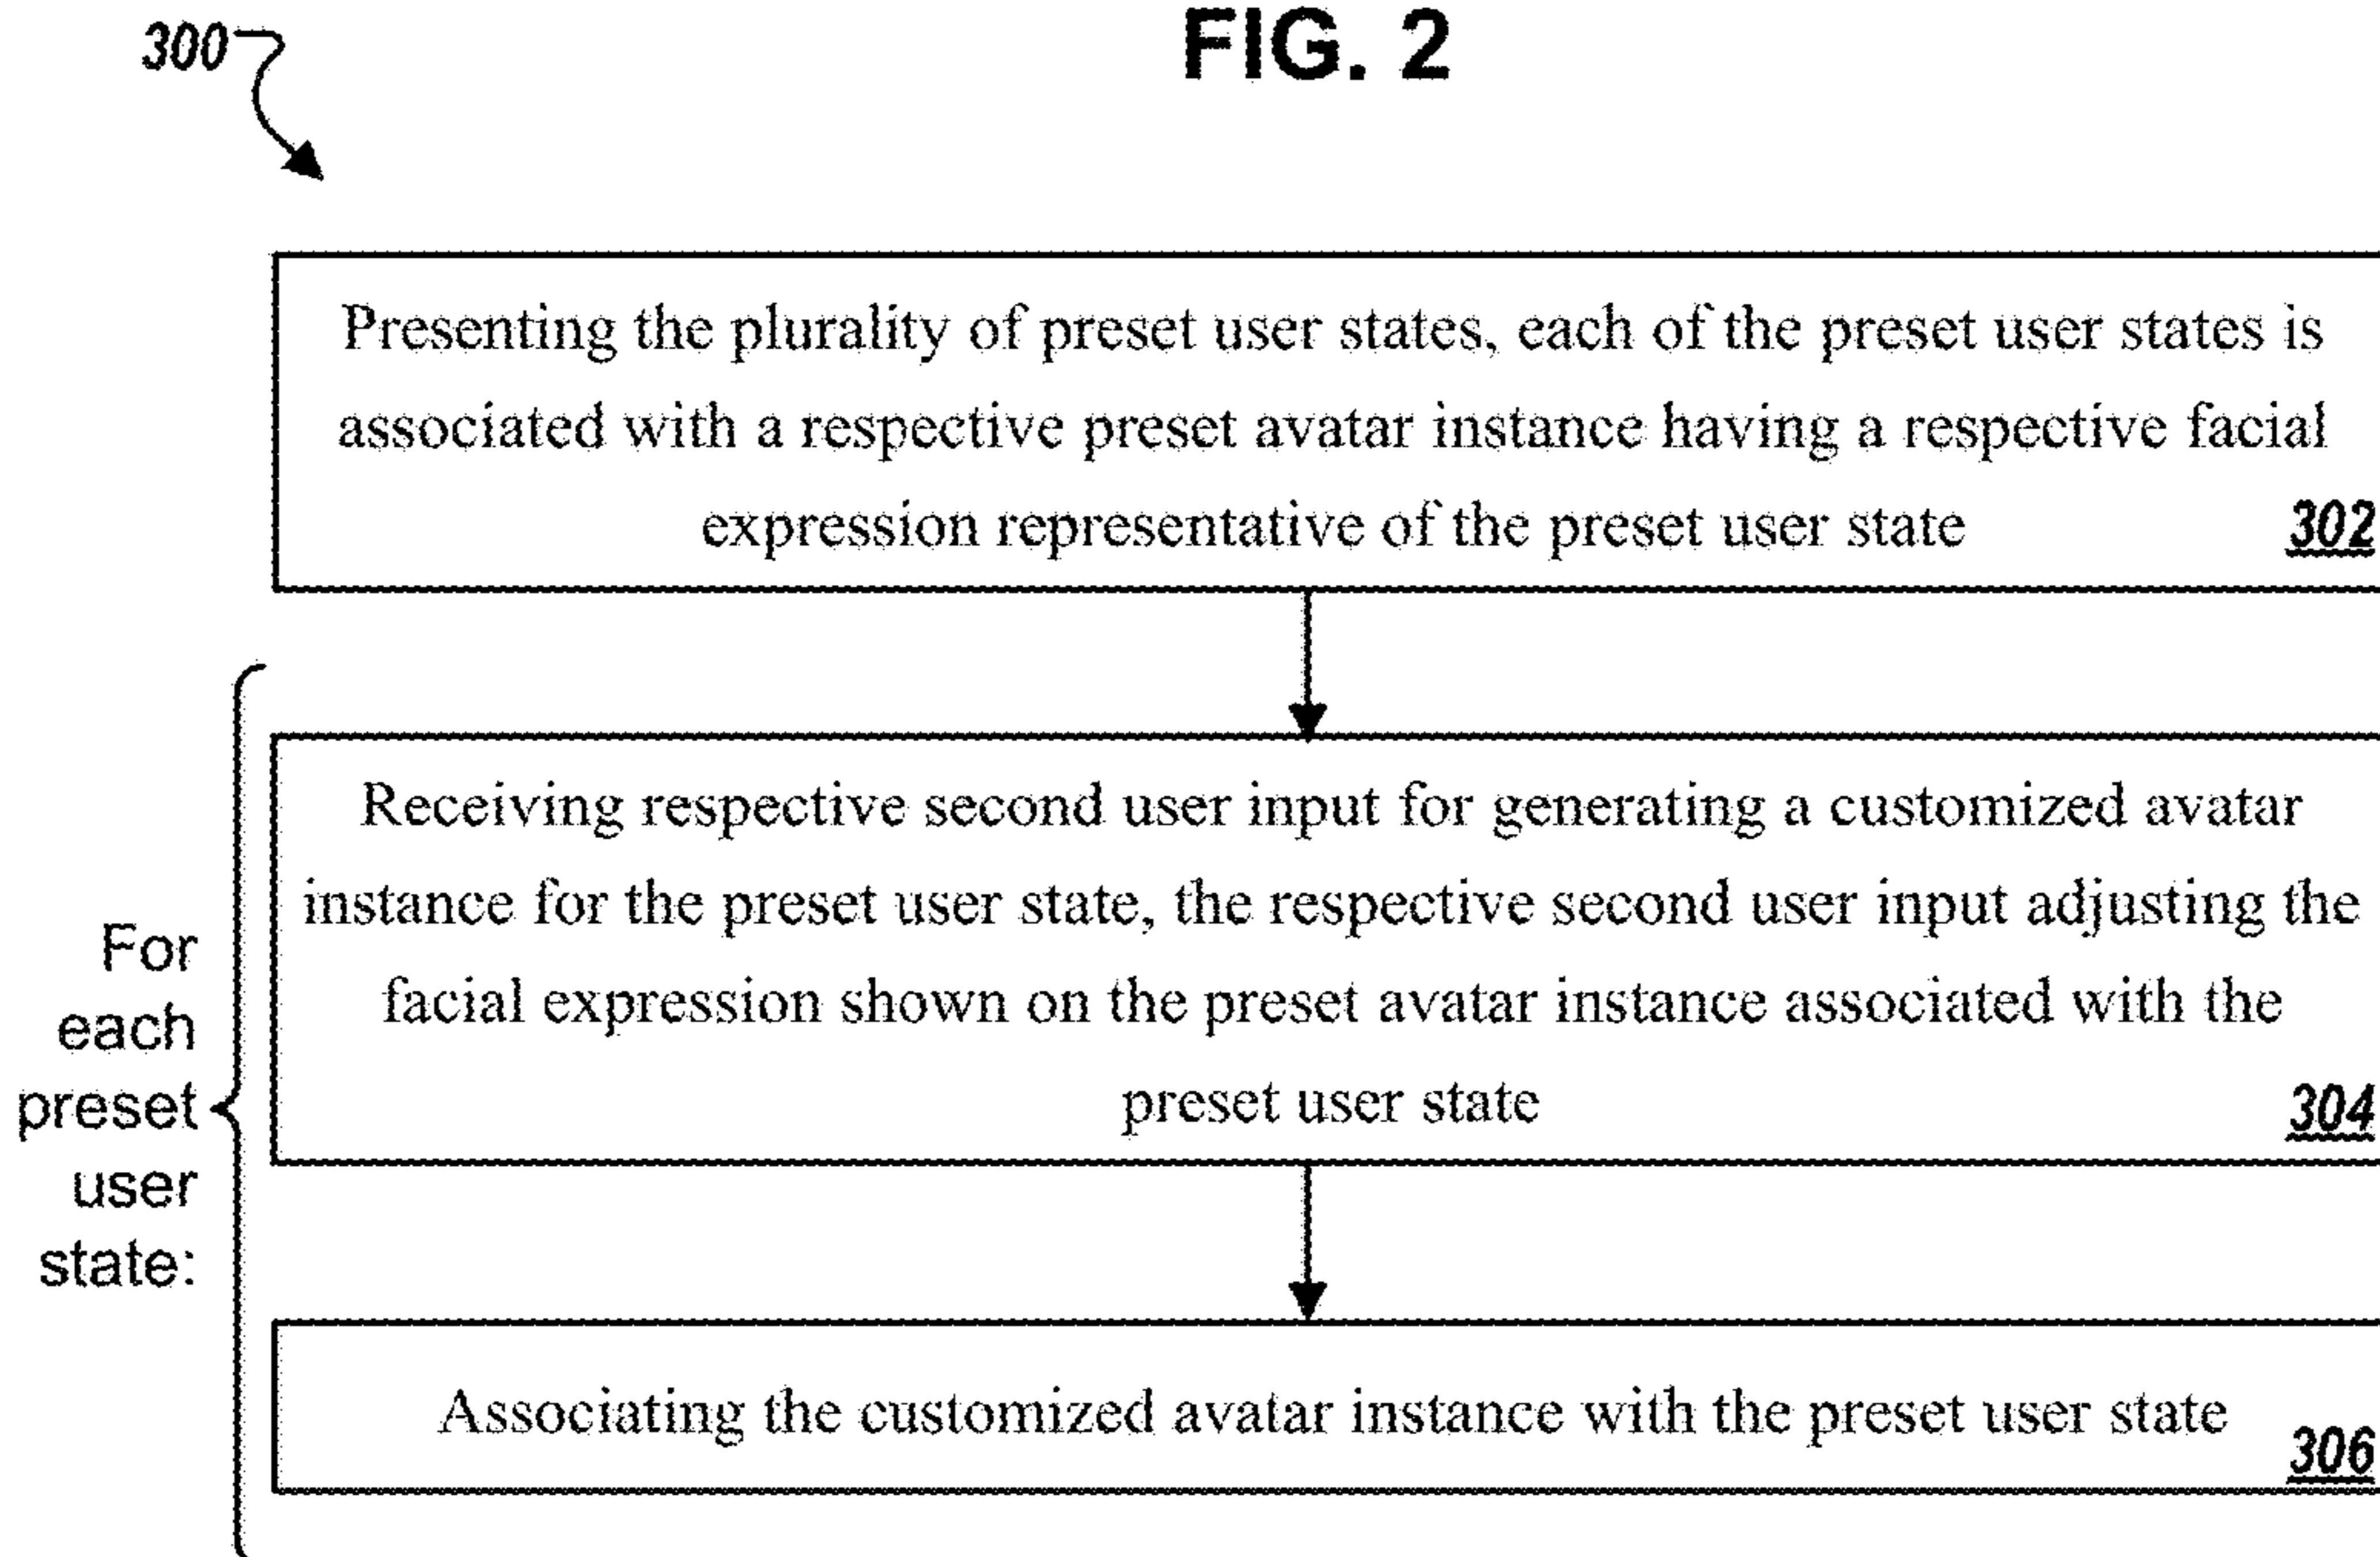 FIG. 2
300
Presenting the plurality of preset user states, each of the preset user states is
associated with a respective preset avatar instance having a respective facial
expression representative of the preset user state
302
Receiving respective second user input for generating a customized avatar
instance for the preset user state, the respective second user input adjusting the
facial expression shown on the preset avatar instance associated with the
preset user state
304
For
each
preset
user
state:
Associating the customized avatar instance with the preset user state
306